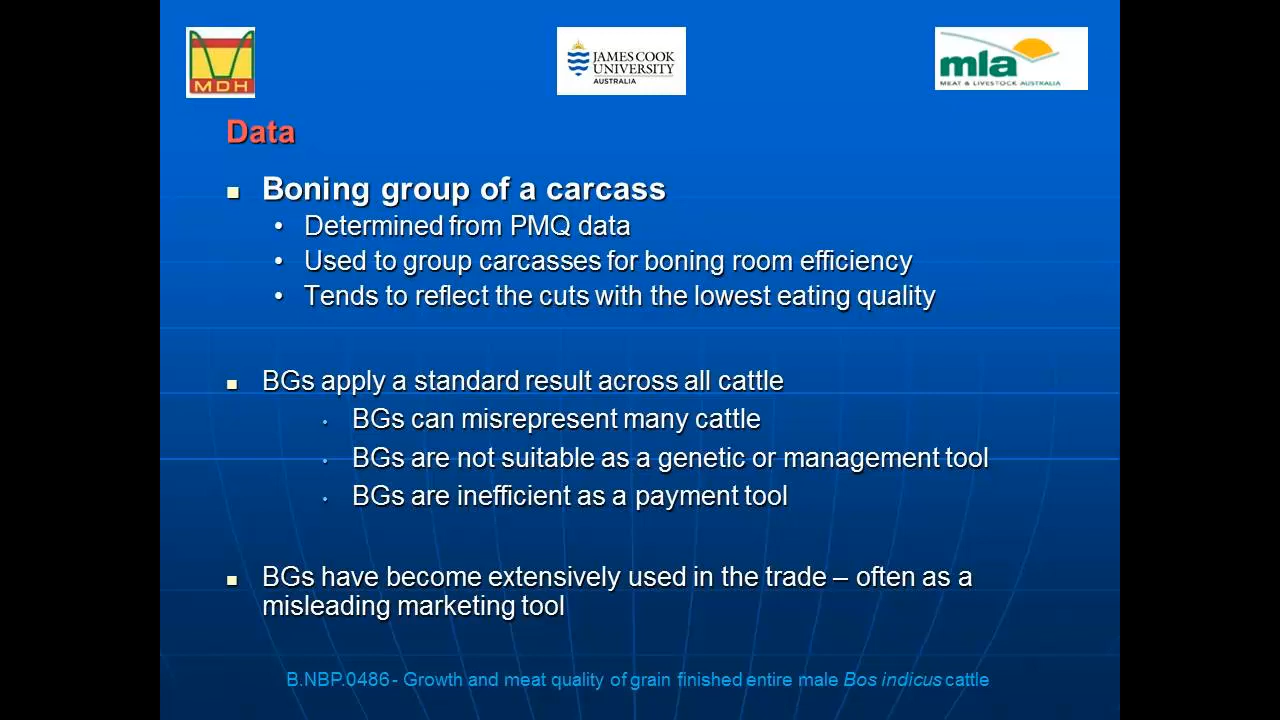 MDH
JAMES COOK
UNIVERSITY
AUSTRALIA
mla
MEAT & LIVESTOCK AUSTRALIA
Data
Boning group of a carcass
Determined from PMQ data
Used to group carcasses for boning room efficiency
Tends to reflect the cuts with the lowest eating quality
BGs apply a standard result across all cattle
BGs can misrepresent many cattle
BGs are not suitable as a genetic or management tool
BGs are inefficient as a payment tool
BGs have become extensively used in the trade – often as a
misleading marketing tool
B.NBP.0486 - Growth and meat quality of grain finished entire male Bos indicus cattle